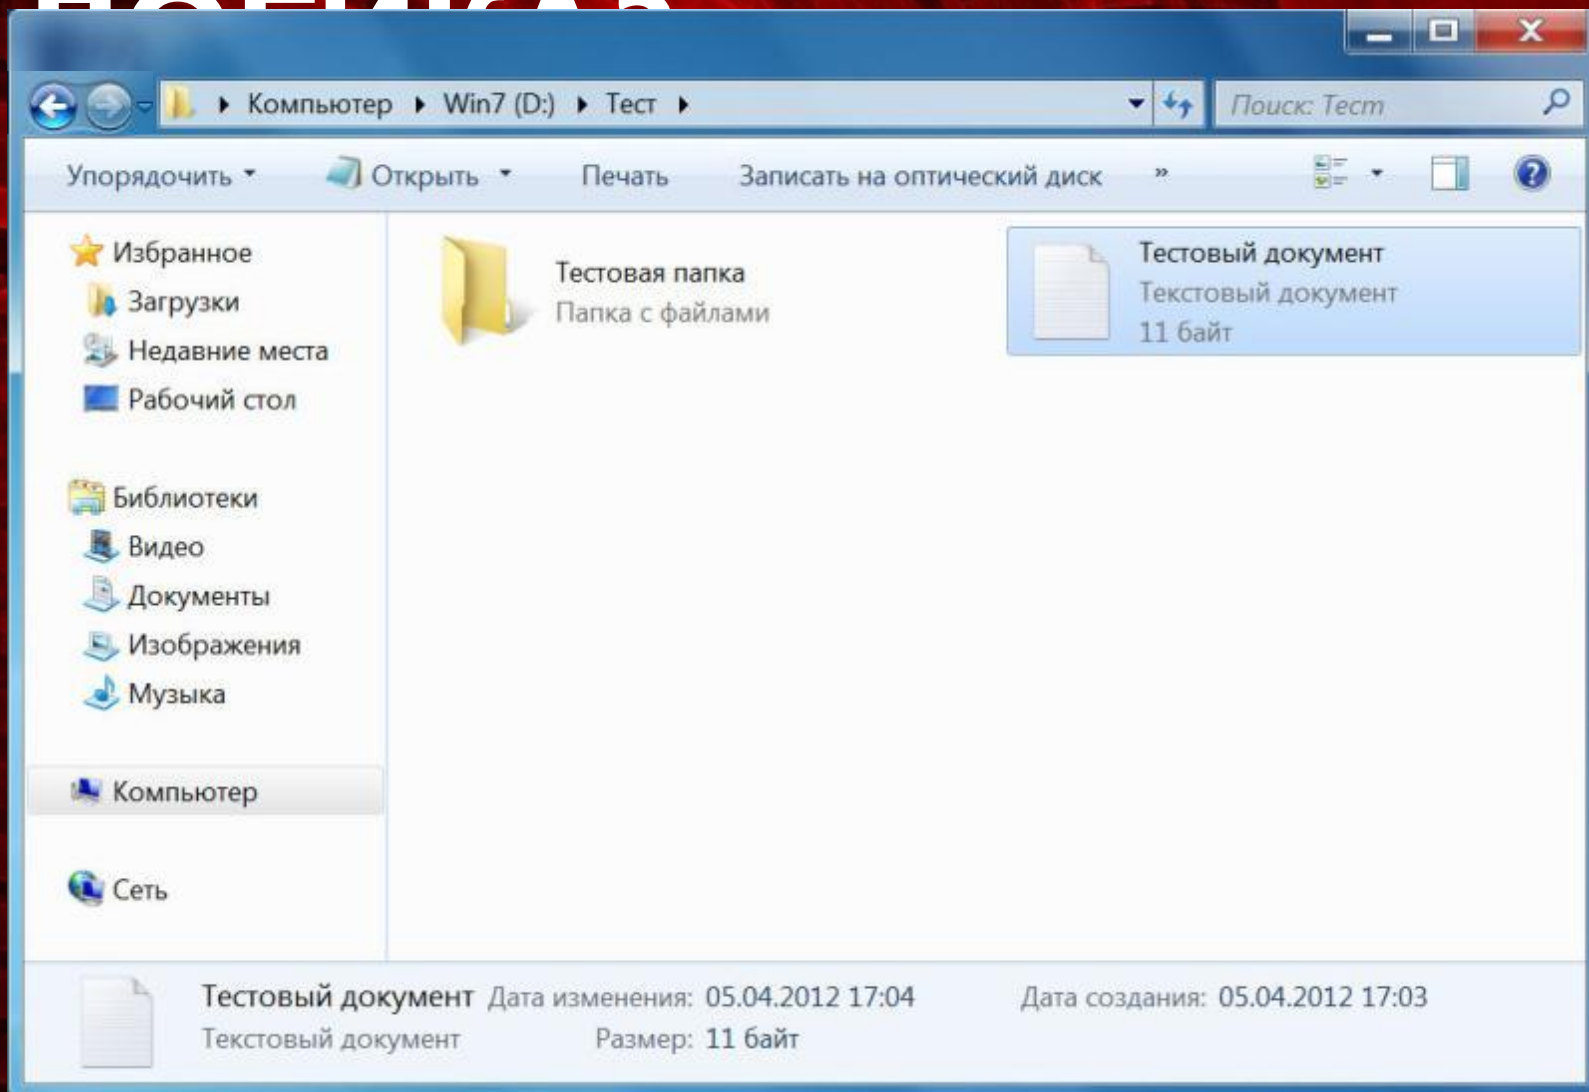 Компьютер Win7 (D:) Тест
Поиск: Тест
Упорядочить Открыть Печать Записать на оптический диск »
Избранное
Загрузки
Недавние места
Рабочий стол
Библиотеки
Видео
Документы
Изображения
Музыка
Компьютер
Сеть
Тестовая папка
Папка с файлами
Тестовый документ
Текстовый документ
11 байт
Тестовый документ Дата изменения: 05.04.2012 17:04 Дата создания: 05.04.2012 17:03
Текстовый документ Размер: 11 байт